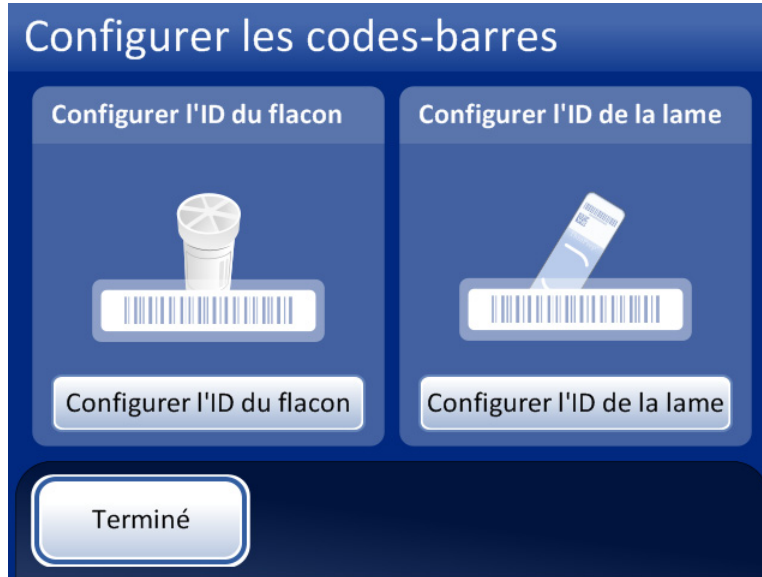 Configurer les codes-barres
Configurer l'ID du flacon
Configurer l'ID de la lame
Configurer l'ID du flacon
Configurer l'ID de la lame
Terminé